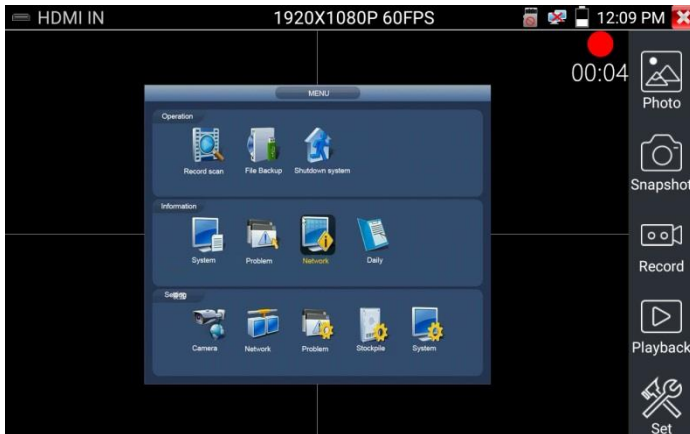 HDMI IN 1920X1080P 60FPS 12:09 PM
00:04
MENU
Operation
Record scan File Backup Shutdown system
Information
System Problem Network Daily
Camera Network Problem Stockpile System
Photo
Snapshot
Record
Playback
Set